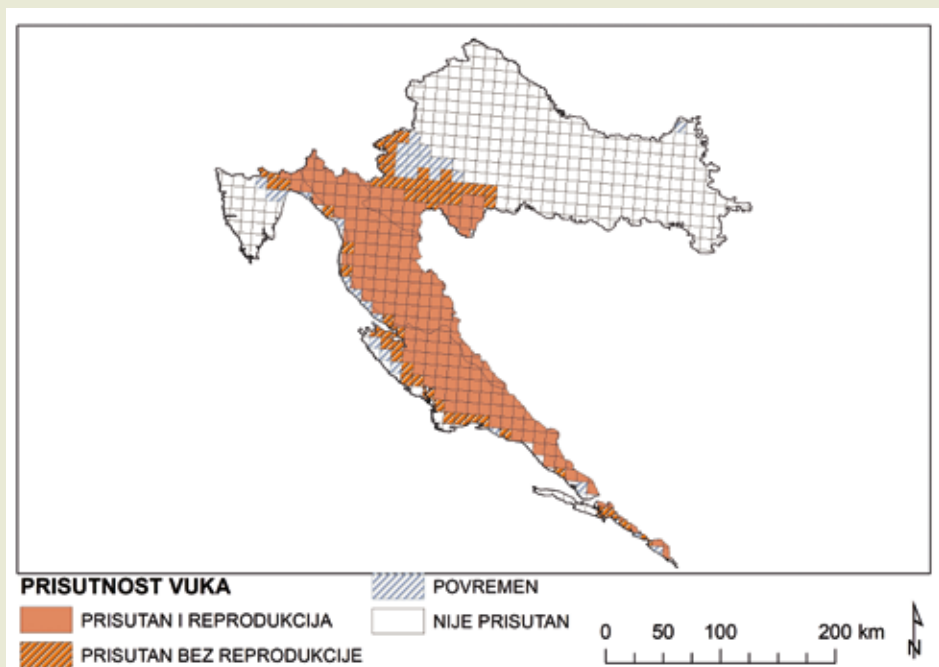 PRISUTNOST VUKA
PRISUTAN I REPRODUKCIJA
PRISUTAN BEZ REPRODUKCIJE
POVREMEN
NIJE PRISUTAN
0 50 100 200 km
N